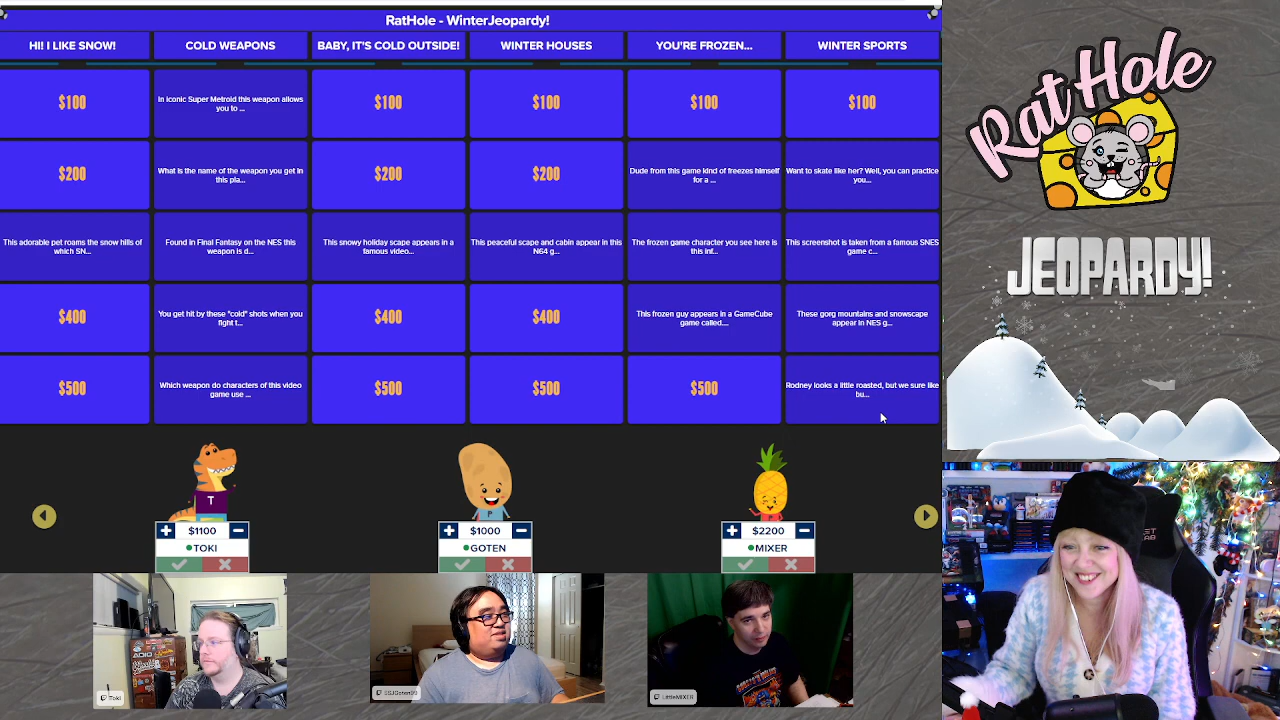 RatHole - WinterJeopardy!
HI! I LIKE SNOW!
COLD WEAPONS
BABY, IT'S COLD OUTSIDE!
WINTER HOUSES
YOU'RE FROZEN...
WINTER SPORTS
$100
In iconic Super Metroid this weapon allows
you to ...
$100
$100
$100
$100
$200
What is the name of the weapon you get in
this pla...
$200
$200
Dude from this game kind of freezes himself
for a ...
Want to skate like her? Well, you can practice
you...
This adorable pet roams the snow hills of
which SN...
Found in Final Fantasy on the NES this
weapon is d...
This snowy holiday scape appears in a
famous video...
This peaceful scape and cabin appear in this
N64 g...
The frozen game character you see here is
this inf...
This screenshot is taken from a famous SNES
game c...
$400
You get hit by these "cold" shots when you
fight t...
$400
$400
This frozen guy appears in a GameCube
game called....
These gorg mountains and snowscape
appear in NES g...
$500
Which weapon do characters of this video
game use ...
$500
$500
$500
Rodney looks a little roasted, but we sure like
bu...
T
P
+ $1100 −
TOKI
+ $1000 −
GOTEN
+ $2200 −
MIXER
Toki
SSJGoten09
LittleMIXER
RatHole
JEOPARDY!